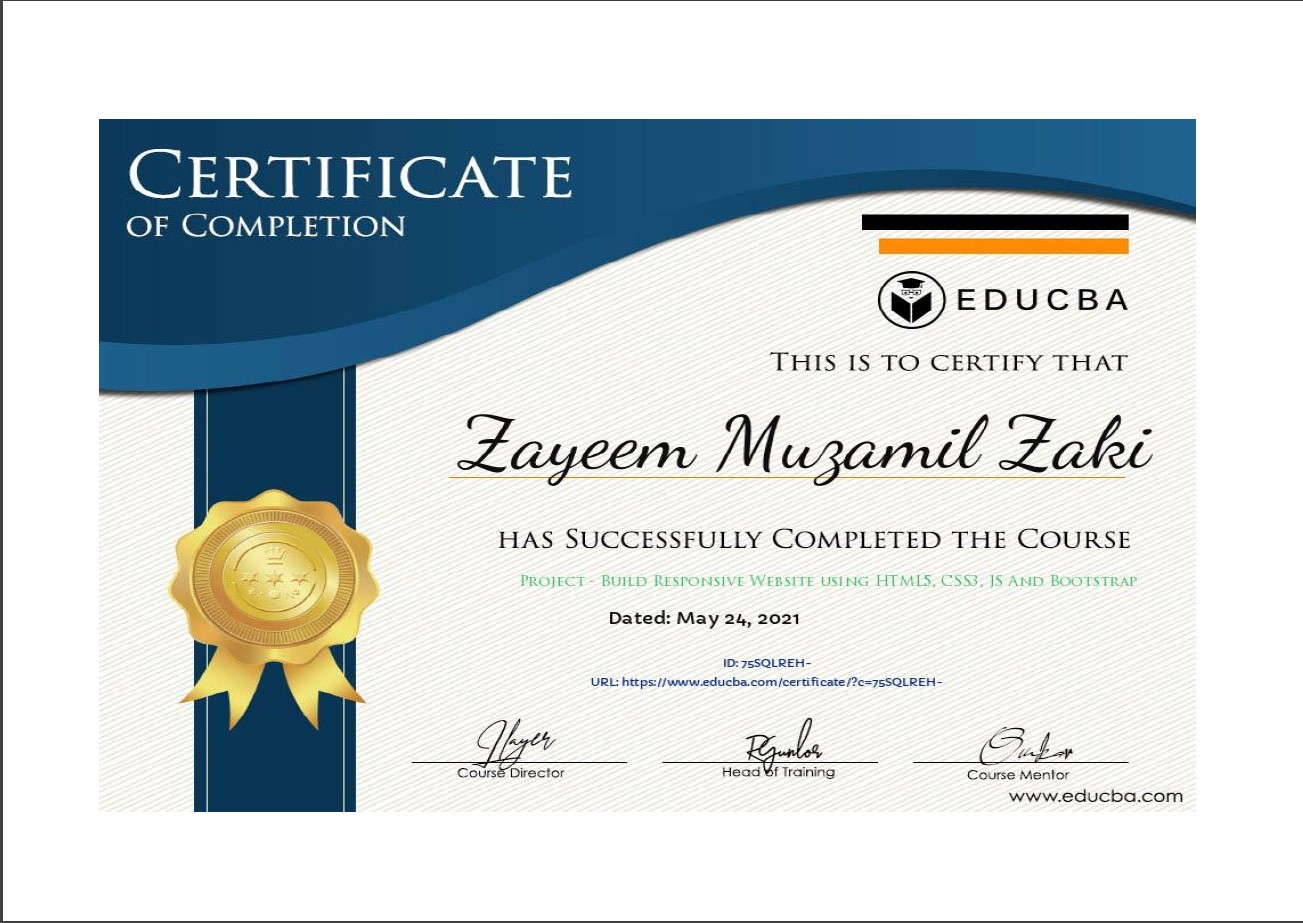 CERTIFICATE
OF COMPLETION
EDUCBA
THIS IS TO CERTIFY THAT
Zayeem Muzamil Zaki
HAS SUCCESSFULLY COMPLETED THE COURSE
PROJECT - BUILD RESPONSIVE WEBSITE USING HTML5, CSS3, JS AND BOOTSTRAP
Dated: May 24, 2021
ID: 75SQLREH-
URL: https://www.educba.com/certificate/?c=75SQLREH-
Course Director
Head of Training
Course Mentor
www.educba.com